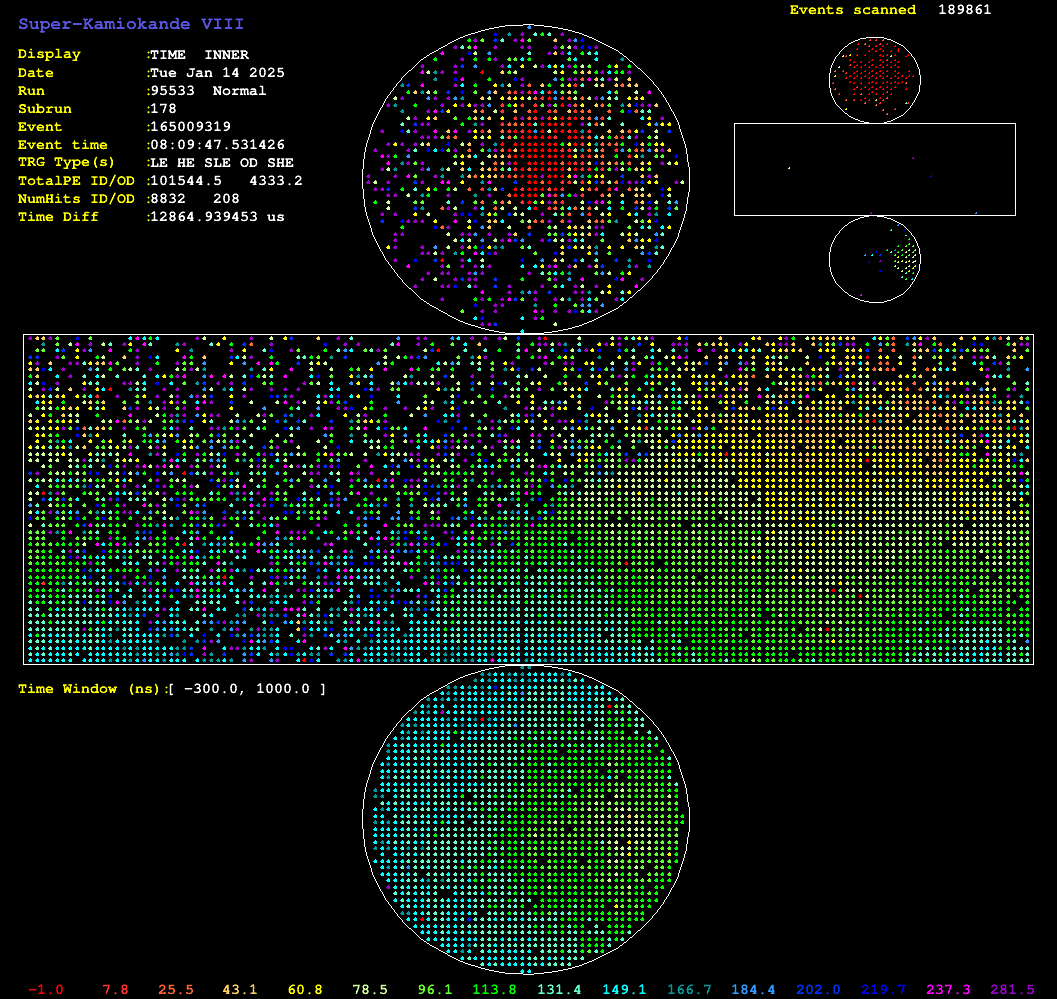 Super-Kamiokande VIII
Events scanned 189861
Display :TIME INNER
Date :Tue Jan 14 2025
Run :95533 Normal
Subrun :178
Event :165009319
Event time :08:09:47.531426
TRG Type(s) :LE HE SLE OD SHE
TotalPE ID/OD :101544.5 4333.2
NumHits ID/OD :8832 208
Time Diff :12864.939453 us
Time Window (ns):[ -300.0, 1000.0 ]
-1.0 7.8 25.5 43.1 60.8 78.5 96.1 113.8 131.4 149.1 166.7 184.4 202.0 219.7 237.3 281.5